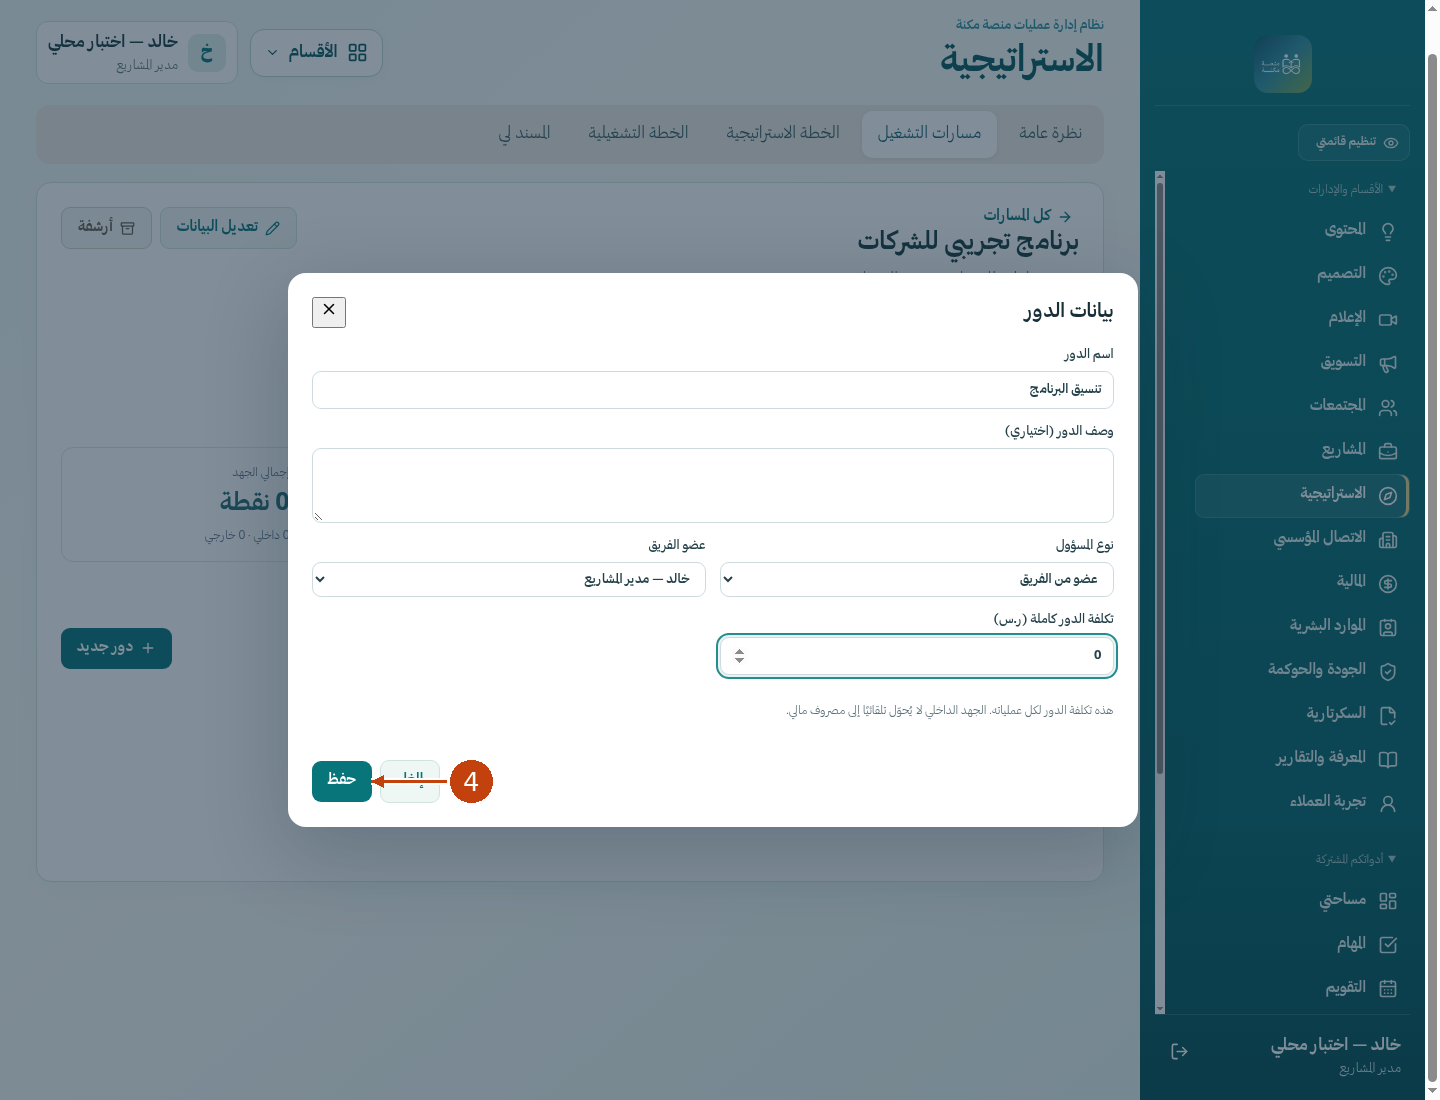 نظام إدارة عمليات منصة مكنة
الاستراتيجية
الأقسام
خ
خالد — اختبار محلي
مدير المشاريع
نظرة عامة
مسارات التشغيل
الخطة الاستراتيجية
الخطة التشغيلية
المسند لي
كل المسارات
برنامج تجريبي للشركات
تعديل البيانات
أرشفة
إجمالي الجهد
0 نقطة
0 داخلي · 0 خارجي
دور جديد
بيانات الدور
اسم الدور
تنسيق البرنامج
وصف الدور (اختياري)
نوع المسؤول
عضو الفريق
عضو من الفريق
خالد — مدير المشاريع
تكلفة الدور كاملة (ر.س)
0
هذه تكلفة الدور لكل عملياته. الجهد الداخلي لا يُحوّل تلقائيًا إلى مصروف مالي.
4
حفظ
تنظيم قائمتي
الأقسام والإدارات
المحتوى
التصميم
الإعلام
التسويق
المجتمعات
المشاريع
الاستراتيجية
الاتصال المؤسسي
المالية
الموارد البشرية
الجودة والحوكمة
السكرتارية
المعرفة والتقارير
تجربة العملاء
أدواتكم المشتركة
مساحتي
المهام
التقويم
خالد — اختبار محلي
مدير المشاريع